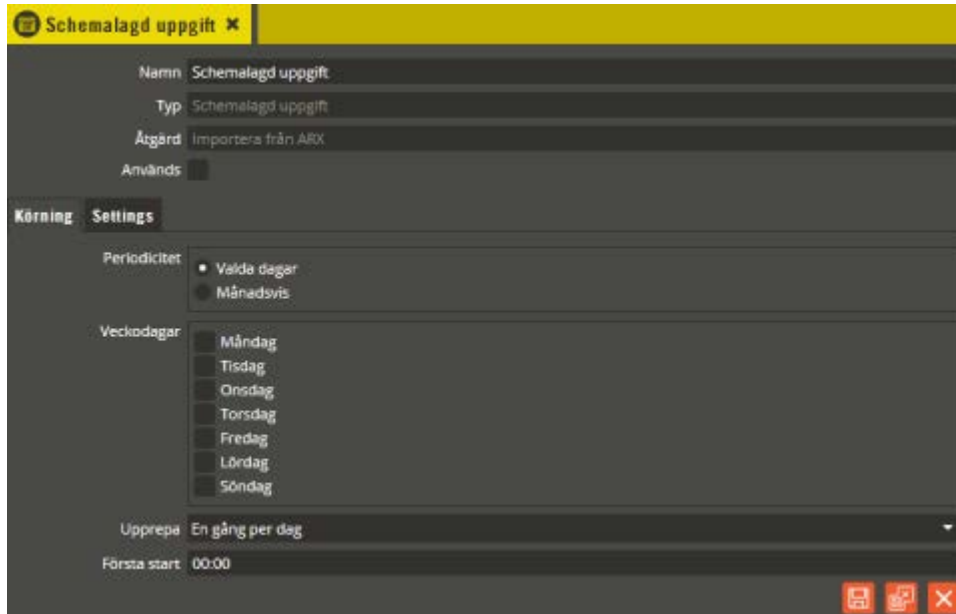 Schemalagd uppgift
Namn Schemalagd uppgift
Typ Schemalagd uppgift
Åtgärd Importera från ARX
Används
Körning Settings
Periodicitet
Valda dagar
Månadsvis
Veckodagar
Måndag
Tisdag
Onsdag
Torsdag
Fredag
Lördag
Söndag
Upprepa En gång per dag
Första start 00:00